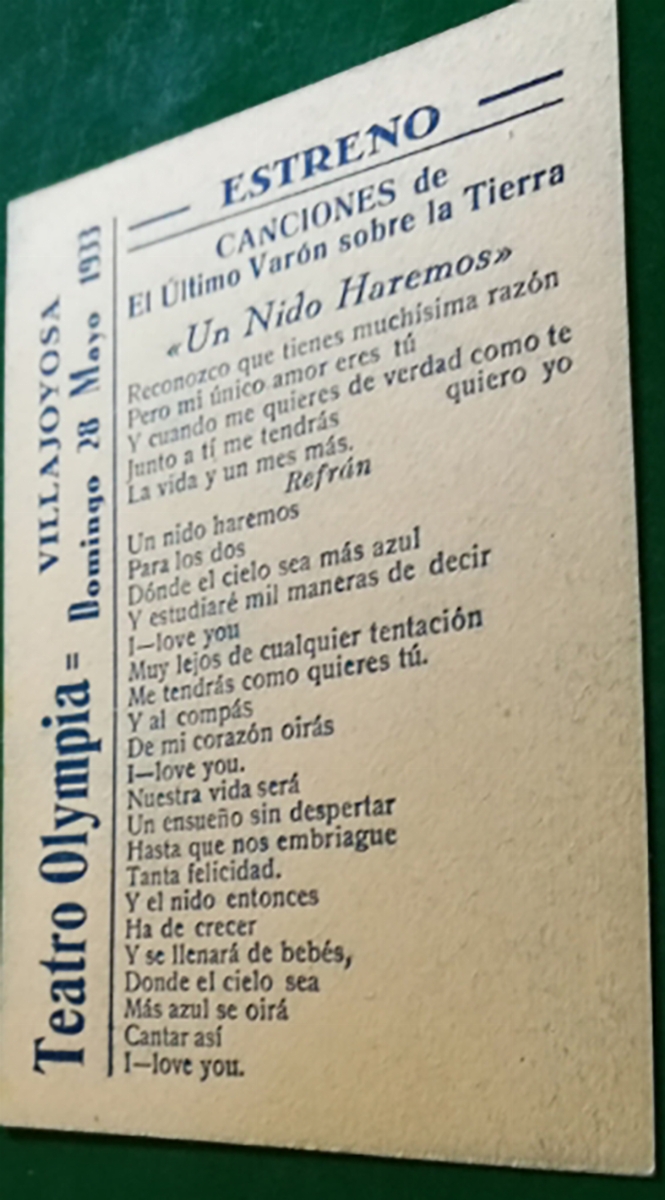 ESTRENO
CANCIONES de
El Último Varón sobre la Tierra
«Un Nido Haremos»
Reconozco que tienes muchísima razón
Pero mi único amor eres tú
Y cuando me quieres de verdad como te
quiero yo
Junto a tí me tendrás
La vida y un mes más.
Refrán
Un nido haremos
Para los dos
Dónde el cielo sea más azul
Y estudiaré mil maneras de decir
I—love you
Muy lejos de cualquier tentación
Me tendrás como quieres tú.
Y al compás
De mi corazón oirás
I—love you.
Nuestra vida será
Un ensueño sin despertar
Hasta que nos embriague
Tanta felicidad.
Y el nido entonces
Ha de crecer
Y se llenará de bebés,
Donde el cielo sea
Más azul se oirá
Cantar así
I—love you.
Teatro Olympia =
VILLAJOYOSA
Domingo 28 Mayo 1933